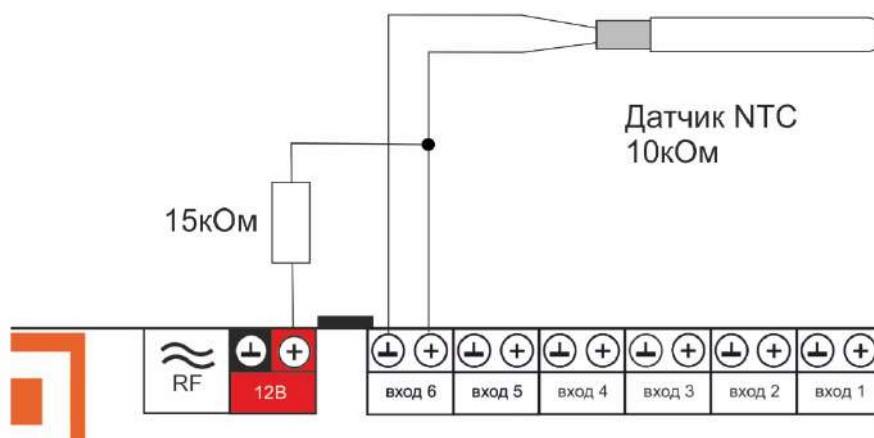 Датчик NTC
10кОм
15кОм
RF
12В
вход 6
вход 5
вход 4
вход 3
вход 2
вход 1